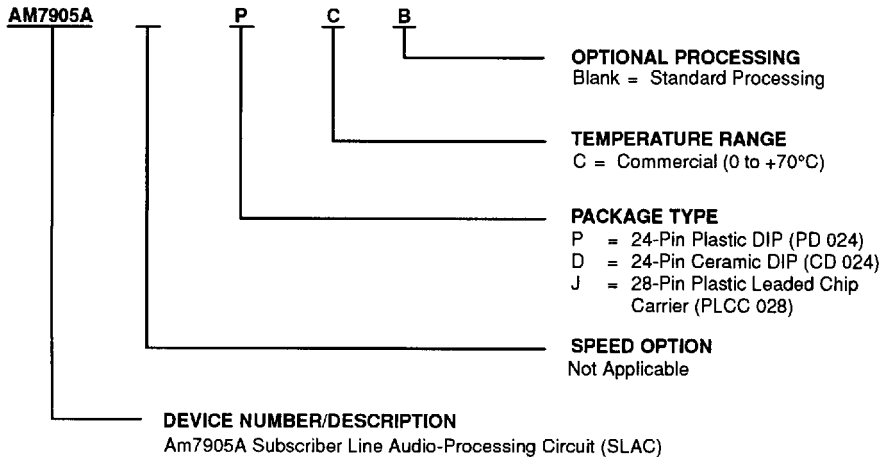 AM7905A P C B
OPTIONAL PROCESSING
Blank = Standard Processing
TEMPERATURE RANGE
C = Commercial (0 to +70°C)
PACKAGE TYPE
P = 24-Pin Plastic DIP (PD 024)
D = 24-Pin Ceramic DIP (CD 024)
J = 28-Pin Plastic Leaded Chip
Carrier (PLCC 028)
SPEED OPTION
Not Applicable
DEVICE NUMBER/DESCRIPTION
Am7905A Subscriber Line Audio-Processing Circuit (SLAC)